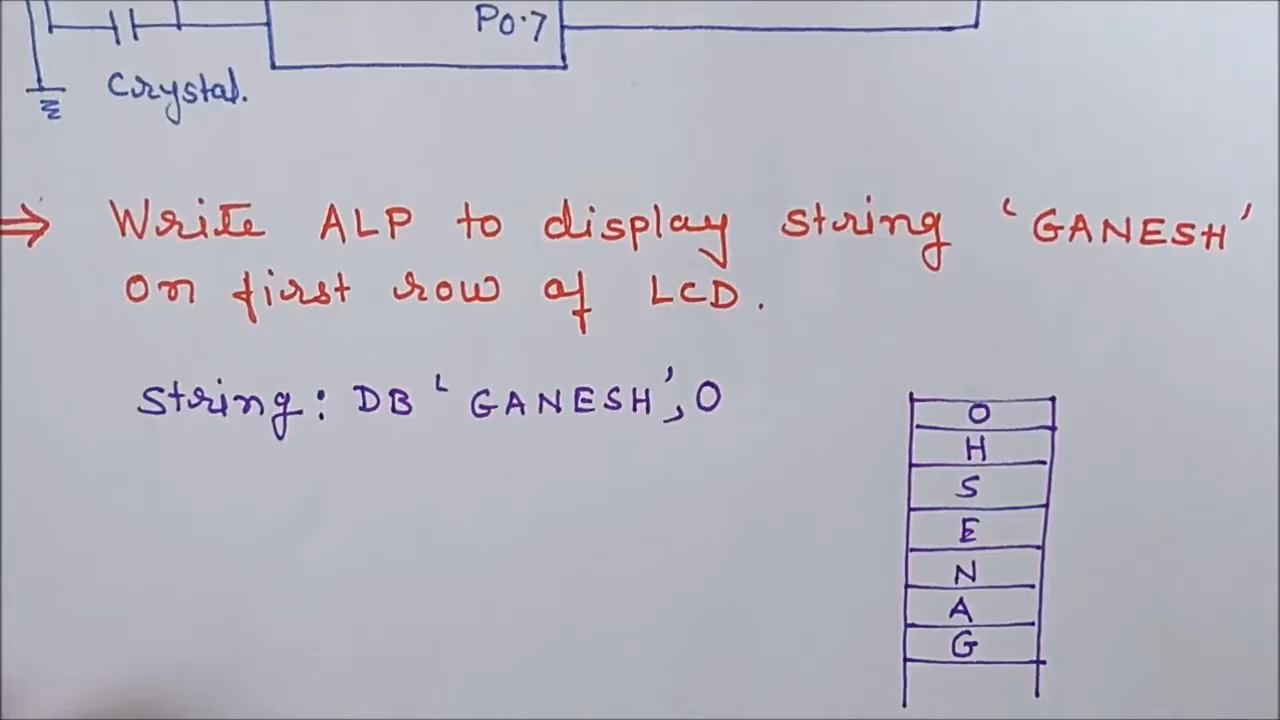 P0.7
Crystal.
⇒ Write ALP to display string 'GANESH'
on first row of LCD.
String: DB 'GANESH', 0
0
H
S
E
N
A
G